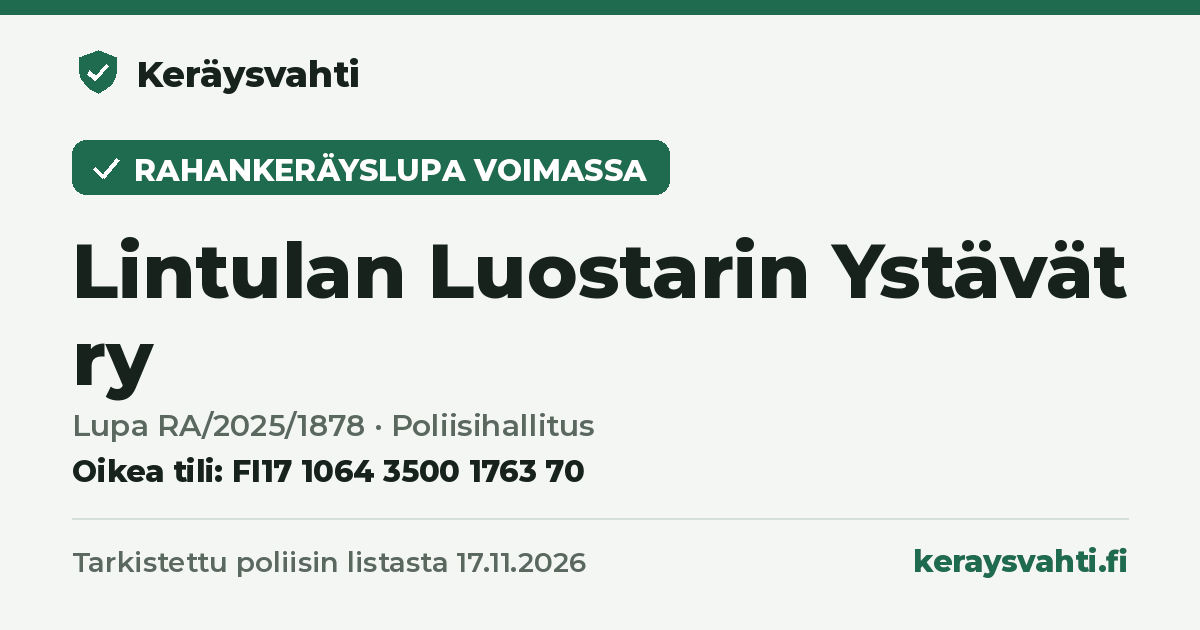 Keräysvahti
RAHANKERÄYSLUPA VOIMASSA
Lintulan Luostarin Ystävät
ry
Lupa RA/2025/1878 · Poliisihallitus
Oikea tili: FI17 1064 3500 1763 70
Tarkistettu poliisin listasta 17.11.2026
keraysvahti.fi